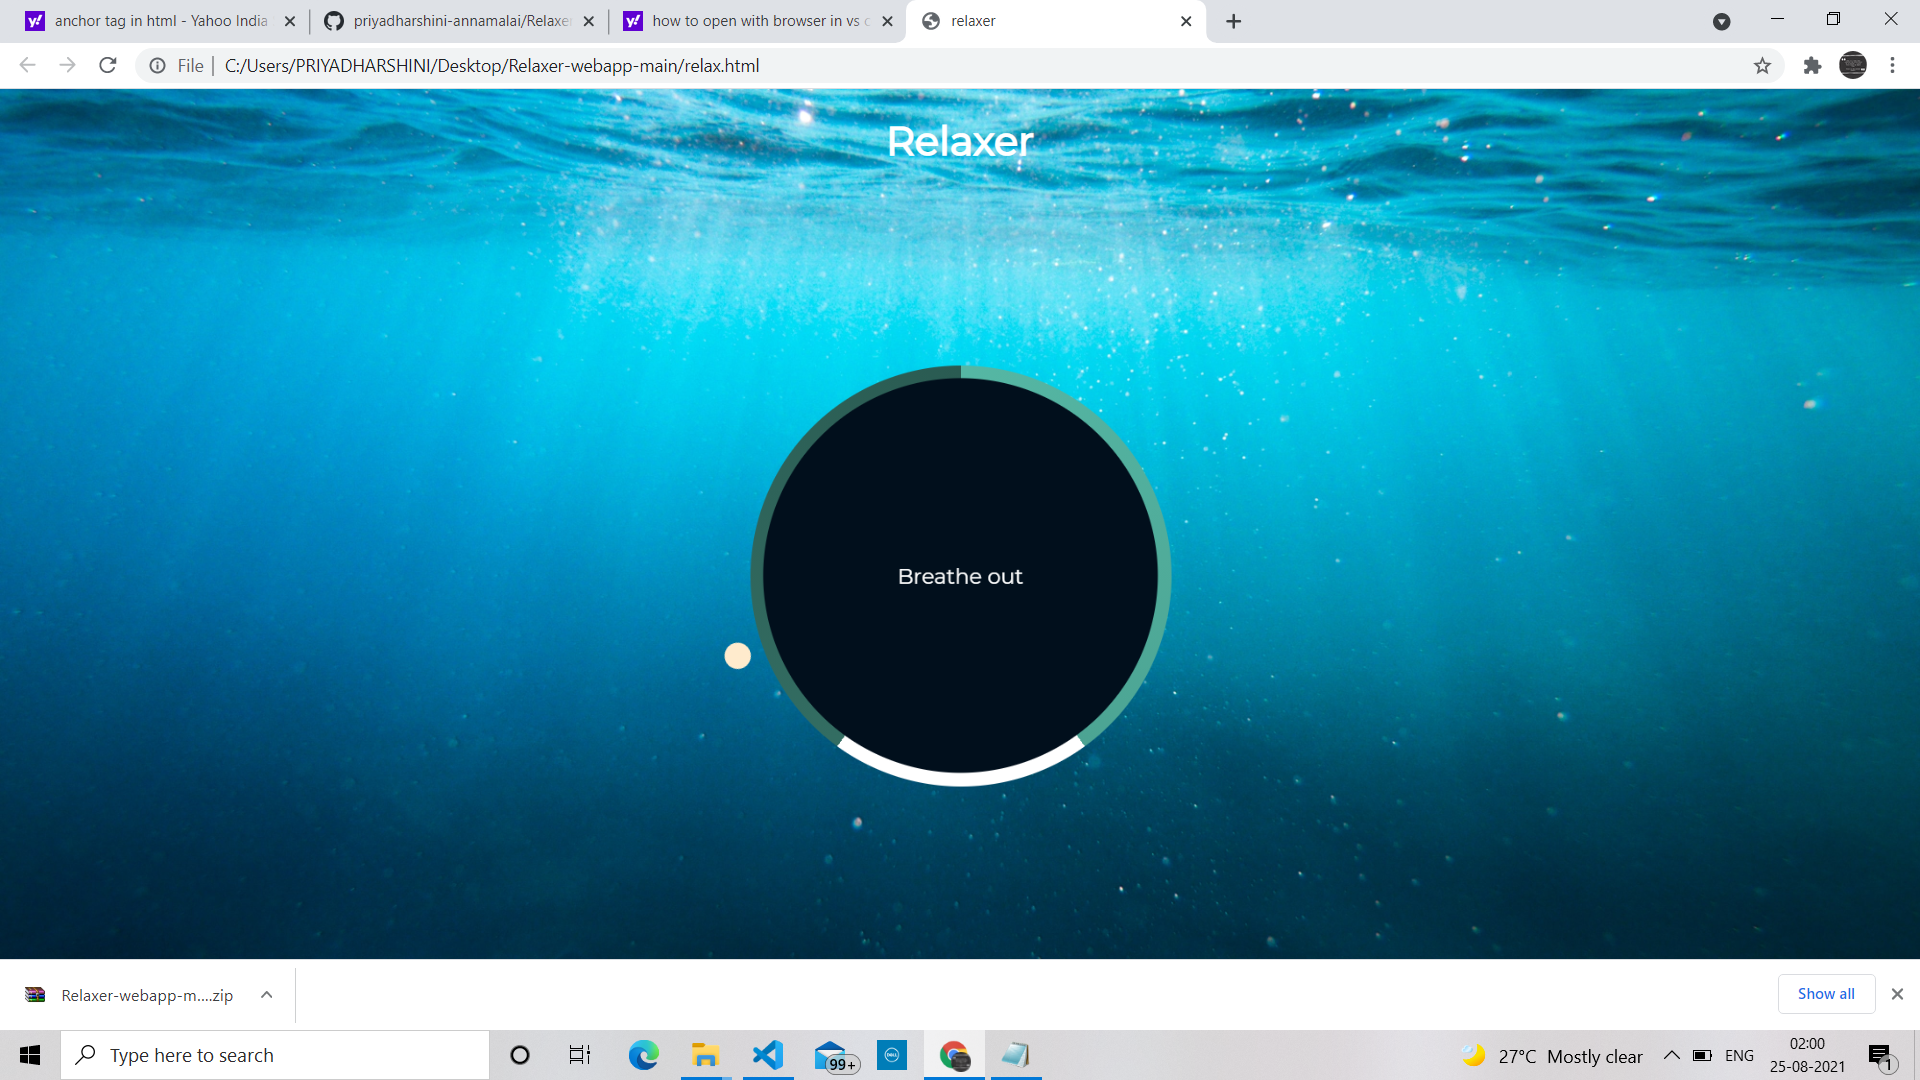 anchor tag in html - Yahoo India
priyadharshini-annamalai/Relaxe
how to open with browser in vs c
relaxer
File
C:/Users/PRIYADHARSHINI/Desktop/Relaxer-webapp-main/relax.html
Relaxer
Breathe out
Relaxer-webapp-m....zip
Show all
Type here to search
99+
DELL
27°C Mostly clear
ENG
02:00
25-08-2021
1